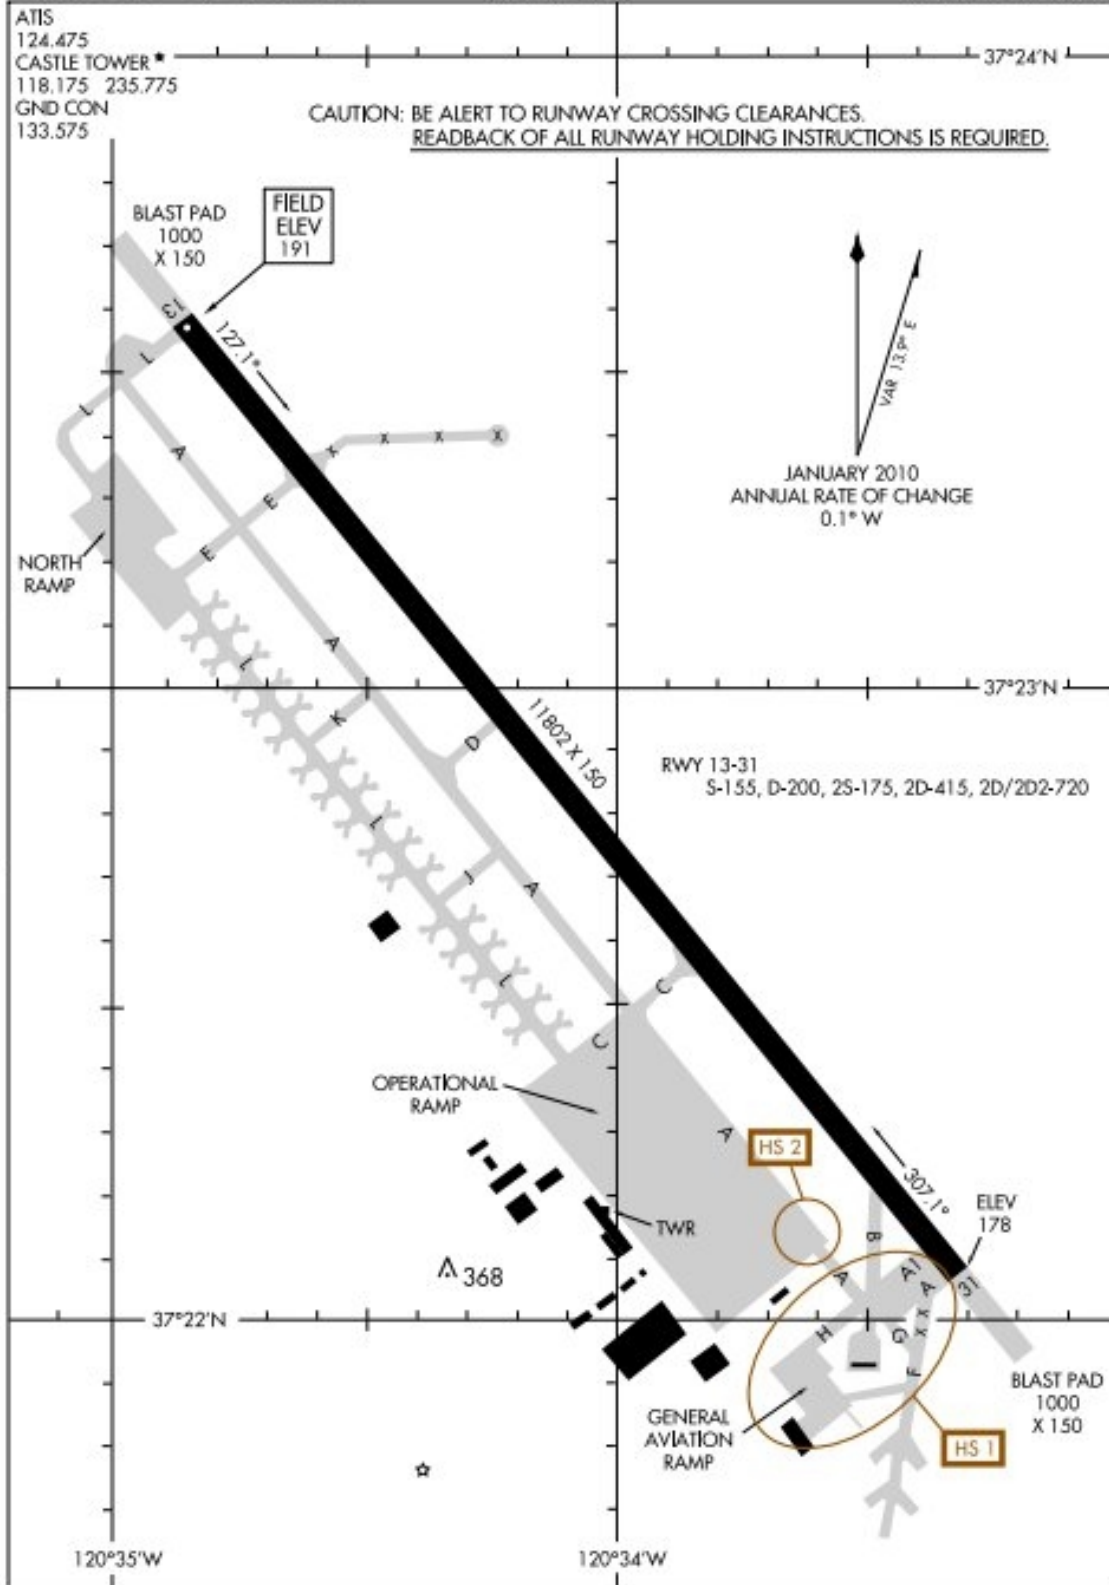 ATIS
124.475
CASTLE TOWER★
118.175 235.775
GND CON
133.575
37°24'N
CAUTION: BE ALERT TO RUNWAY CROSSING CLEARANCES.
READBACK OF ALL RUNWAY HOLDING INSTRUCTIONS IS REQUIRED.
BLAST PAD
1000
X 150
FIELD
ELEV
191
13
127.1°
L
L
A
X
X
X
E
E
VAR 13.9° E
JANUARY 2010
ANNUAL RATE OF CHANGE
0.1° W
NORTH
RAMP
A
L
K
37°23'N
D
11802 X 150
RWY 13-31
S-155, D-200, 2S-175, 2D-415, 2D/2D2-720
L
J
A
L
C
C
OPERATIONAL
RAMP
A
HS 2
307.1°
ELEV
178
TWR
B
A
A1
A
31
368
37°22'N
H
G
X
X
F
BLAST PAD
1000
X 150
GENERAL
AVIATION
RAMP
HS 1
120°35'W
120°34'W